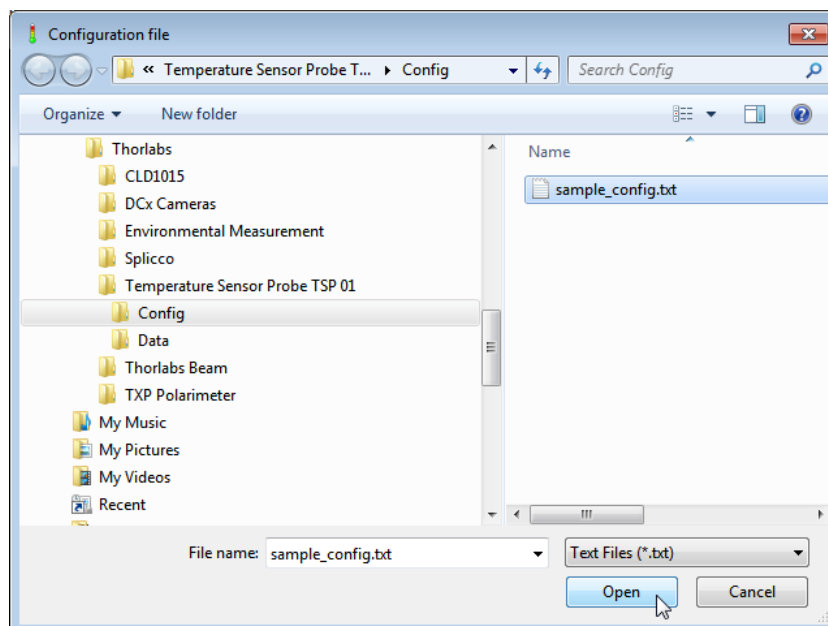 Configuration file
« Temperature Sensor Probe T... Config
Search Config
Organize
New folder
Thorlabs
CLD1015
DCx Cameras
Environmental Measurement
Splicco
Temperature Sensor Probe TSP 01
Config
Data
Thorlabs Beam
TXP Polarimeter
My Music
My Pictures
My Videos
Recent
Name
sample_config.txt
File name: sample_config.txt
Text Files (*.txt)
Open
Cancel